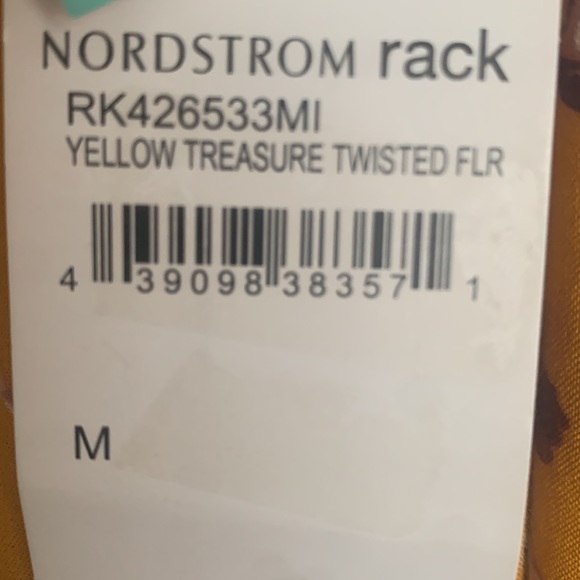 NORDSTROM rack
RK426533MI
YELLOW TREASURE TWISTED FLR
4 39098 38357 1
M